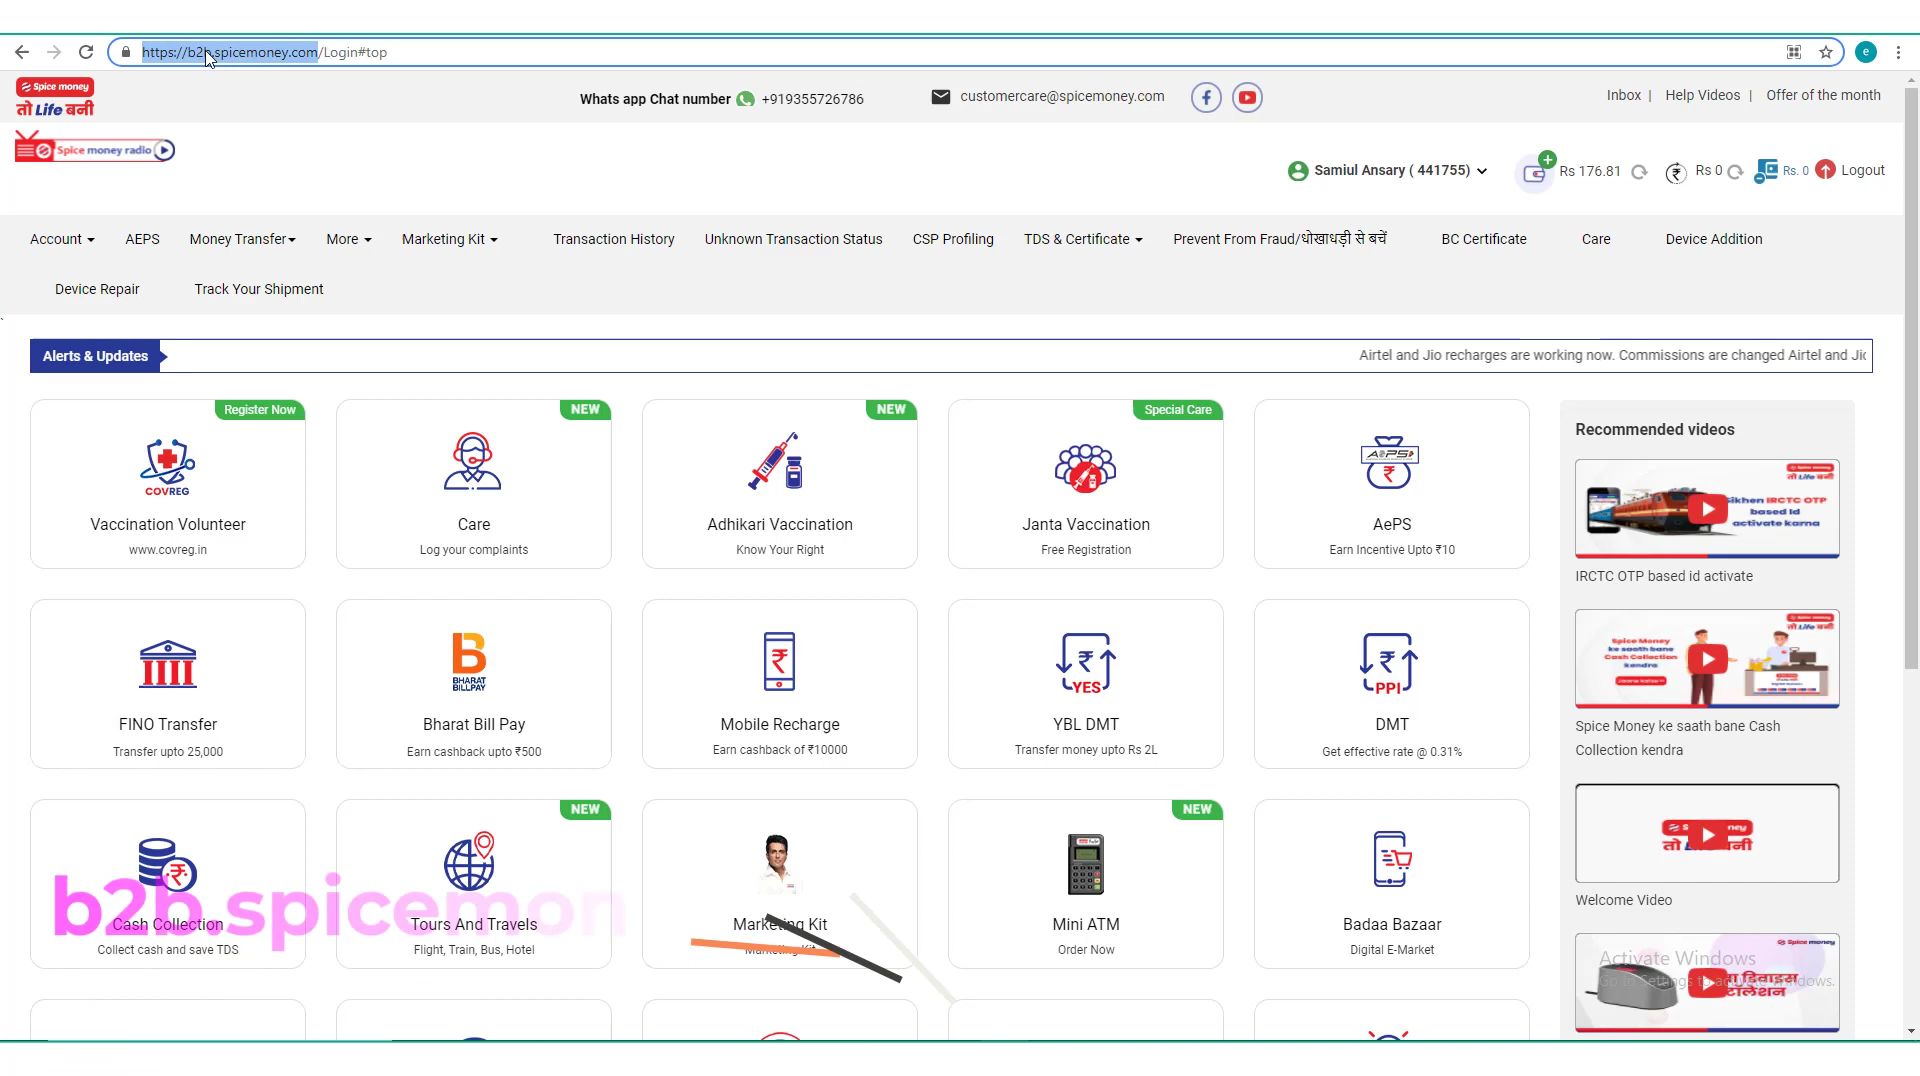 https://b2b.spicemoney.com/Login#top
e
Spice money
तो Life बनी
Whats app Chat number +919355726786
customercare@spicemoney.com
Inbox | Help Videos | Offer of the month
Spice money radio
Samiul Ansary ( 441755) Rs 176.81 Rs 0 Rs. 0 Logout
Account AEPS Money Transfer More Marketing Kit Transaction History Unknown Transaction Status CSP Profiling TDS & Certificate Prevent From Fraud/धोखाधड़ी से बचें BC Certificate Care Device Addition
Device Repair Track Your Shipment
Alerts & Updates
Airtel and Jio recharges are working now. Commissions are changed Airtel and Jio
Register Now
COVREG
Vaccination Volunteer
www.covreg.in
NEW
Care
Log your complaints
NEW
Adhikari Vaccination
Know Your Right
Special Care
Janta Vaccination
Free Registration
AePS
AePS
Earn Incentive Upto ₹10
FINO Transfer
Transfer upto 25,000
BHARAT
BILLPAY
Bharat Bill Pay
Earn cashback upto ₹500
Mobile Recharge
Earn cashback of ₹10000
YES
YBL DMT
Transfer money upto Rs 2L
PPI
DMT
Get effective rate @ 0.31%
Cash Collection
Collect cash and save TDS
NEW
Tours And Travels
Flight, Train, Bus, Hotel
Marketing Kit
Marketing Kit
NEW
Mini ATM
Order Now
Badaa Bazaar
Digital E-Market
b2b.spicemon
Recommended videos
Sikhen IRCTC OTP
based Id
activate karna
IRCTC OTP based id activate
Spice Money
ke saath bane
Cash Collection
kendra
Spice Money ke saath bane Cash
Collection kendra
तो Life बनी
Welcome Video
Spice money
Activate Windows
Go to Settings to activate Windows.